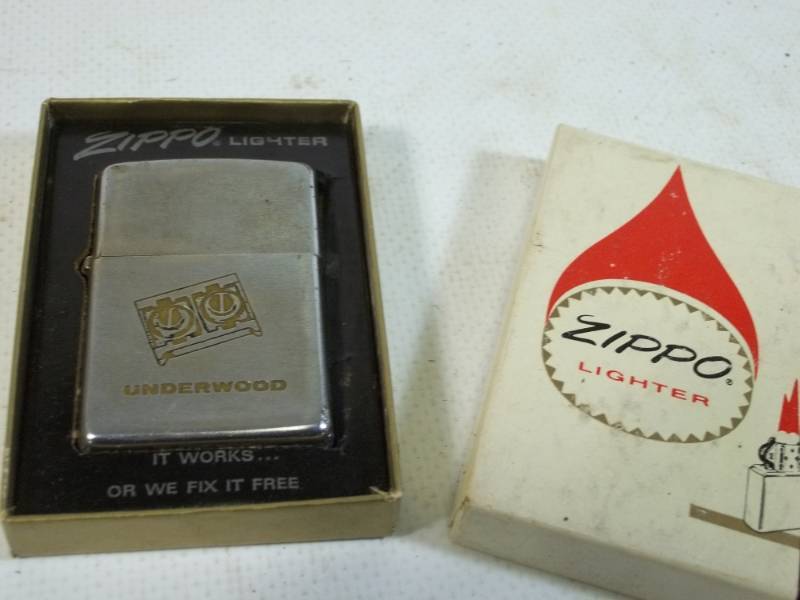 ZIPPO® LIGHTER
UNDERWOOD
IT WORKS...
OR WE FIX IT FREE
ZIPPO®
LIGHTER